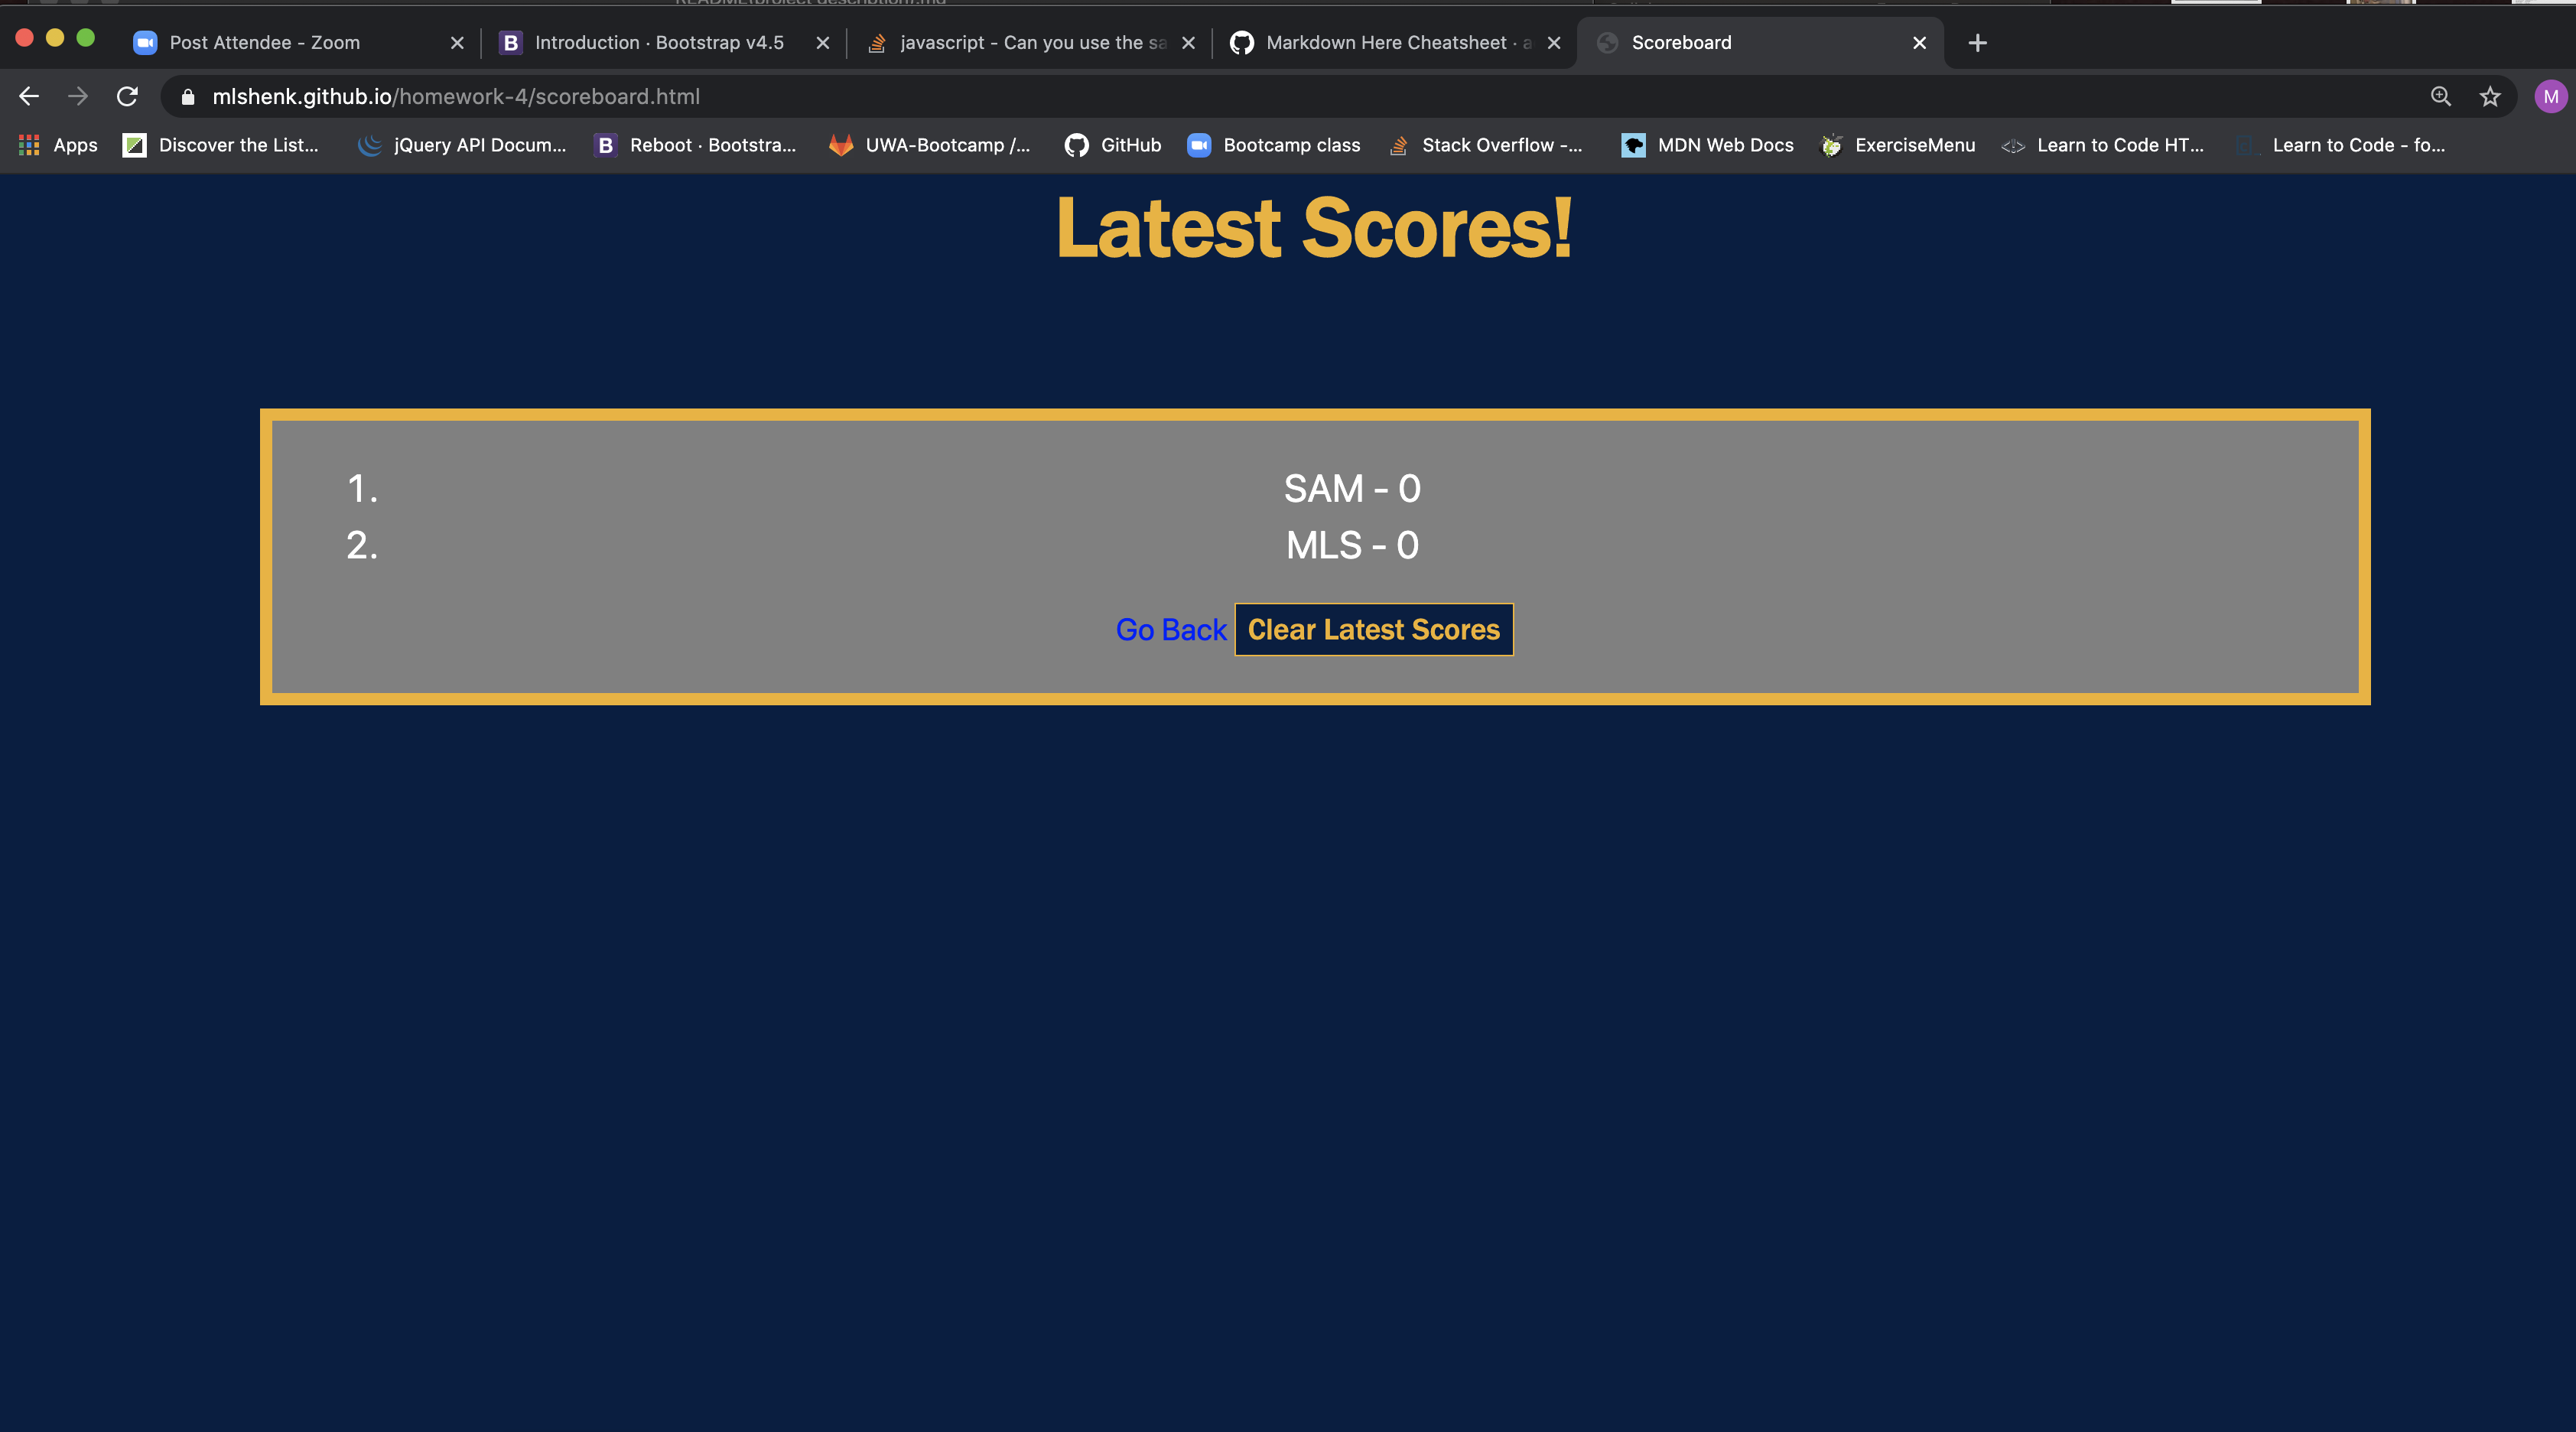 Post Attendee - Zoom
Introduction · Bootstrap v4.5
javascript - Can you use the sa
Markdown Here Cheatsheet · a
Scoreboard
mlshenk.github.io/homework-4/scoreboard.html
M
Apps
Discover the List...
jQuery API Docum...
Reboot · Bootstra...
UWA-Bootcamp /...
GitHub
Bootcamp class
Stack Overflow -...
MDN Web Docs
ExerciseMenu
Learn to Code HT...
Learn to Code - fo...
Latest Scores!
1. SAM - 0
2. MLS - 0
Go Back Clear Latest Scores